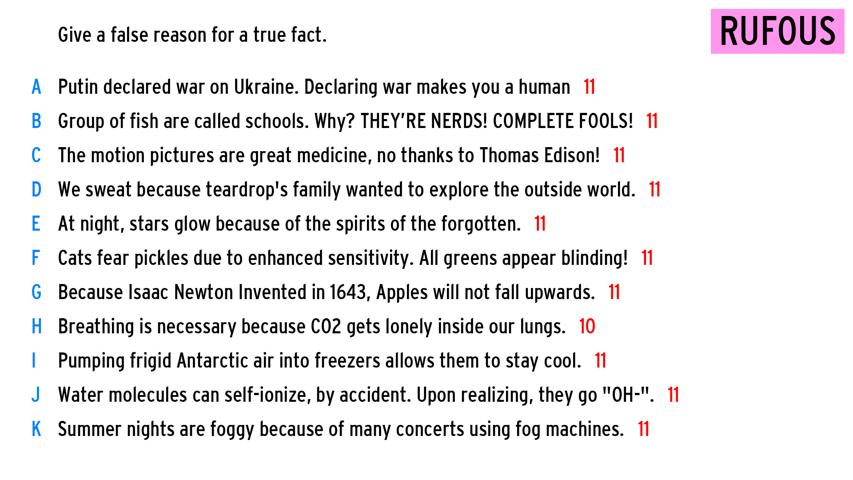 Give a false reason for a true fact.
RUFOUS
A Putin declared war on Ukraine. Declaring war makes you a human 11
B Group of fish are called schools. Why? THEY'RE NERDS! COMPLETE FOOLS! 11
C The motion pictures are great medicine, no thanks to Thomas Edison! 11
D We sweat because teardrop's family wanted to explore the outside world. 11
E At night, stars glow because of the spirits of the forgotten. 11
F Cats fear pickles due to enhanced sensitivity. All greens appear blinding! 11
G Because Isaac Newton Invented in 1643, Apples will not fall upwards. 11
H Breathing is necessary because CO2 gets lonely inside our lungs. 10
I Pumping frigid Antarctic air into freezers allows them to stay cool. 11
J Water molecules can self-ionize, by accident. Upon realizing, they go "OH-". 11
K Summer nights are foggy because of many concerts using fog machines. 11